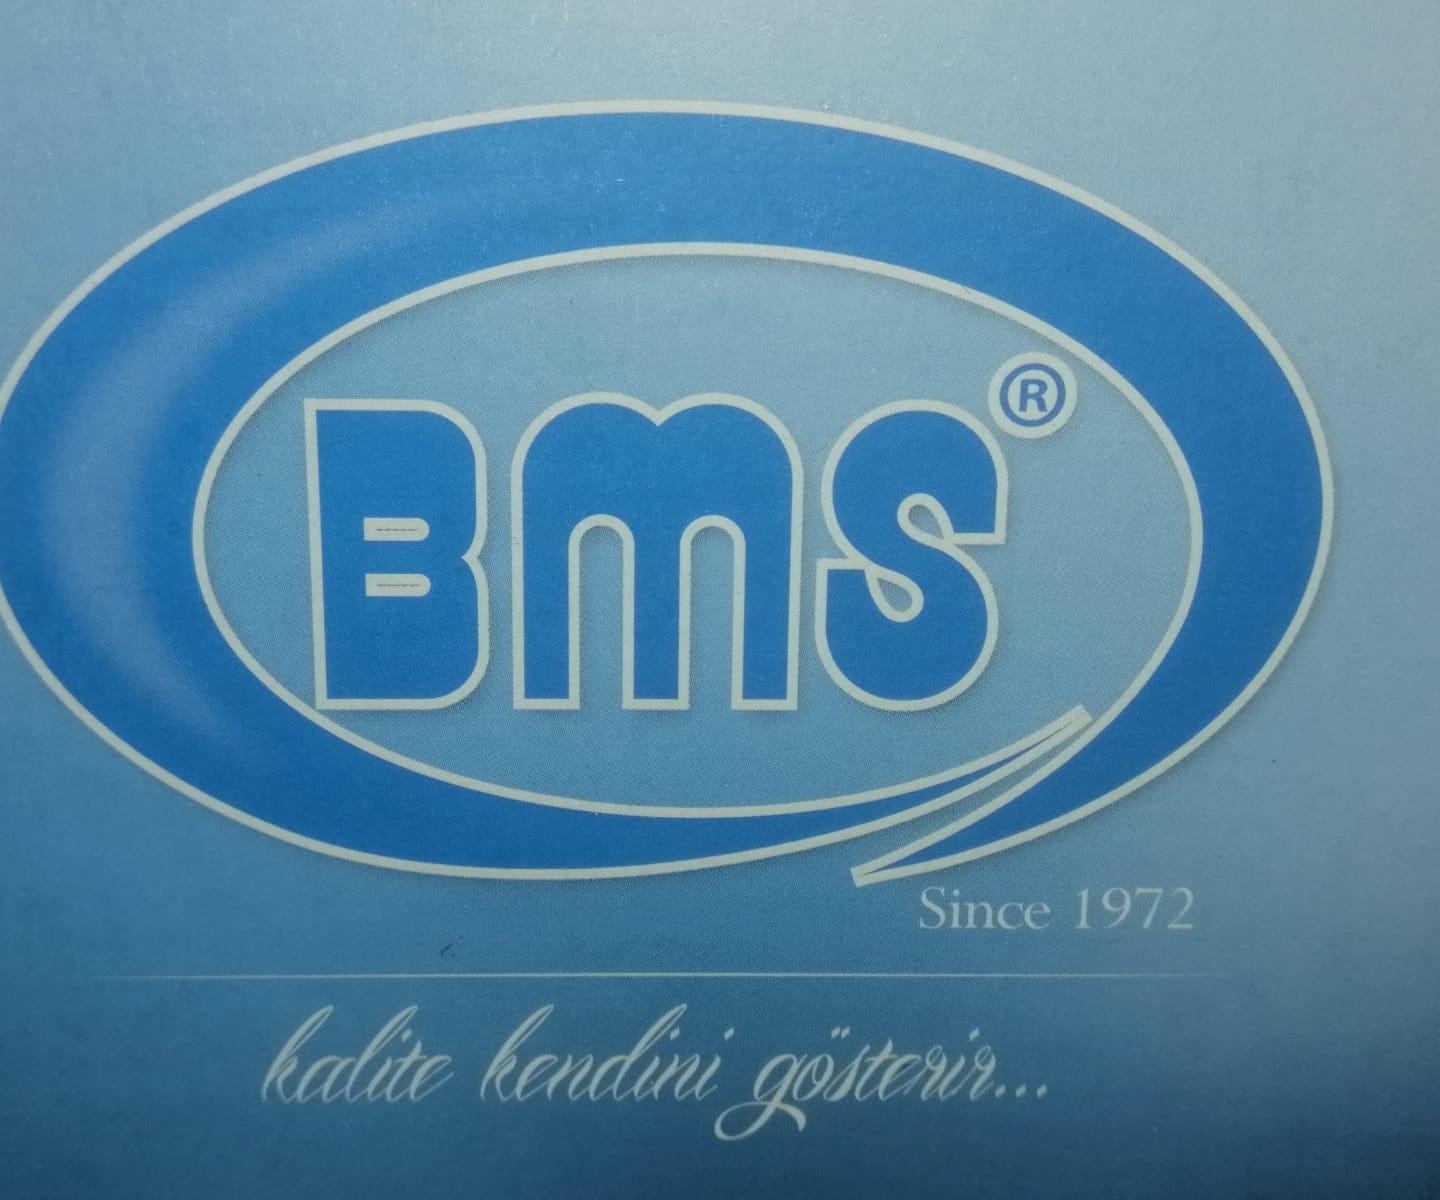 BMS®
Since 1972
kalite kendini gösterir...